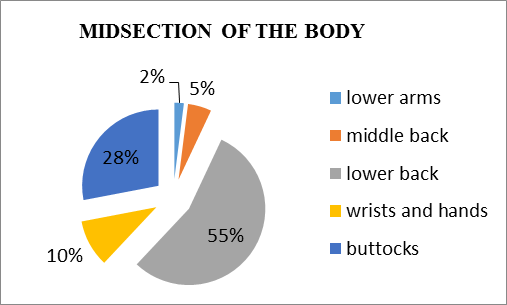 MIDSECTION OF THE BODY
2%
5%
28%
55%
10%
lower arms
middle back
lower back
wrists and hands
buttocks